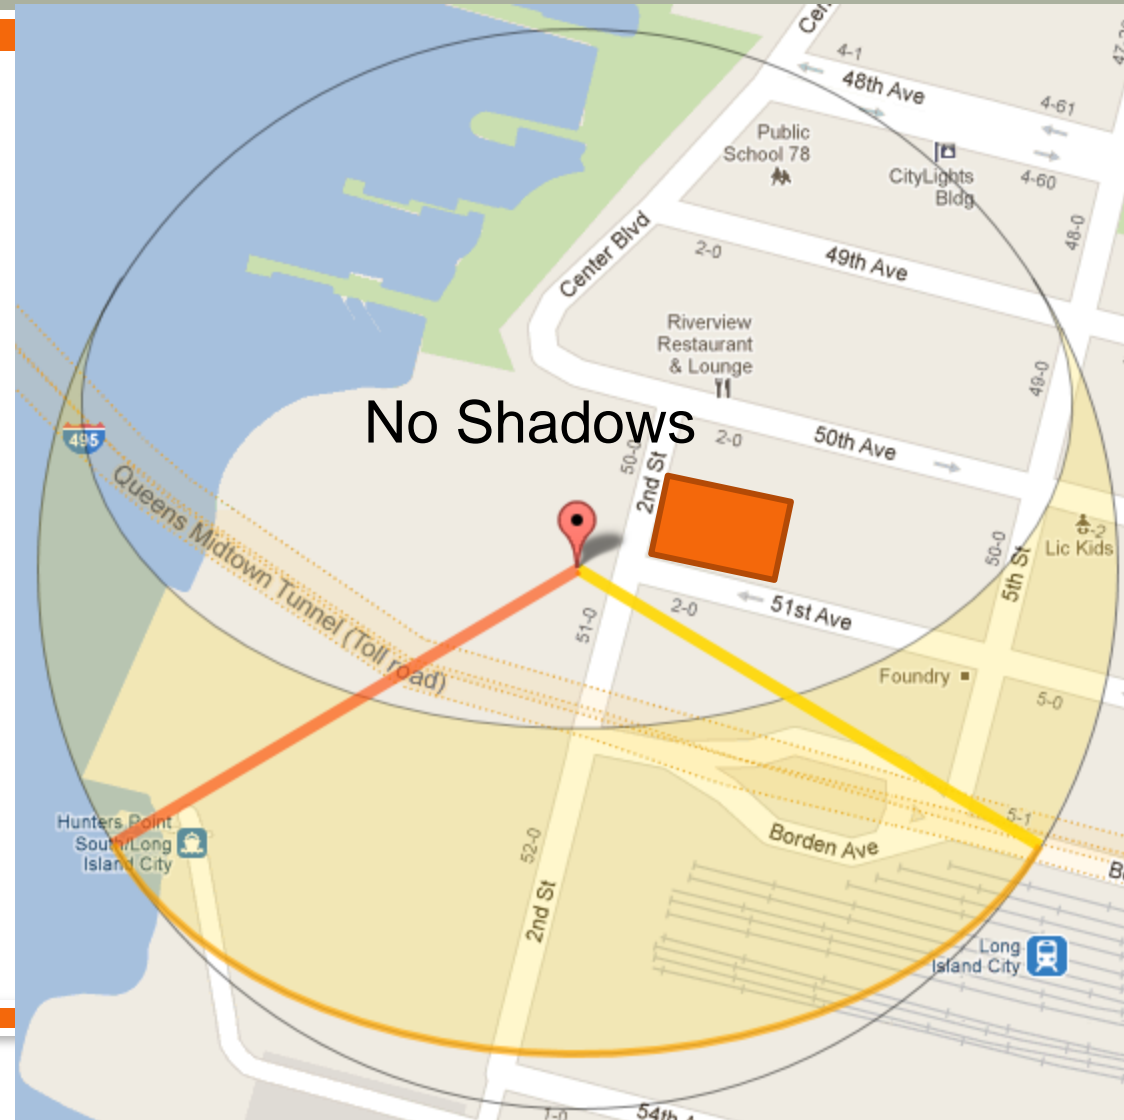 Cen
4-1
48th Ave
4-61
Public
School 78
CityLights
Bldg
4-60
48-0
Center Blvd
2-0
49th Ave
Riverview
Restaurant
& Lounge
49-0
No Shadows
495
50-0
2nd St
2-0
50th Ave
Queens Midtown Tunnel (Toll road)
50-0
5th St
Lic Kids
51-0
2-0
51st Ave
Foundry
5-0
5-1
Hunters Point
South/Long
Island City
52-0
Borden Ave
2nd St
Long
Island City
1-0